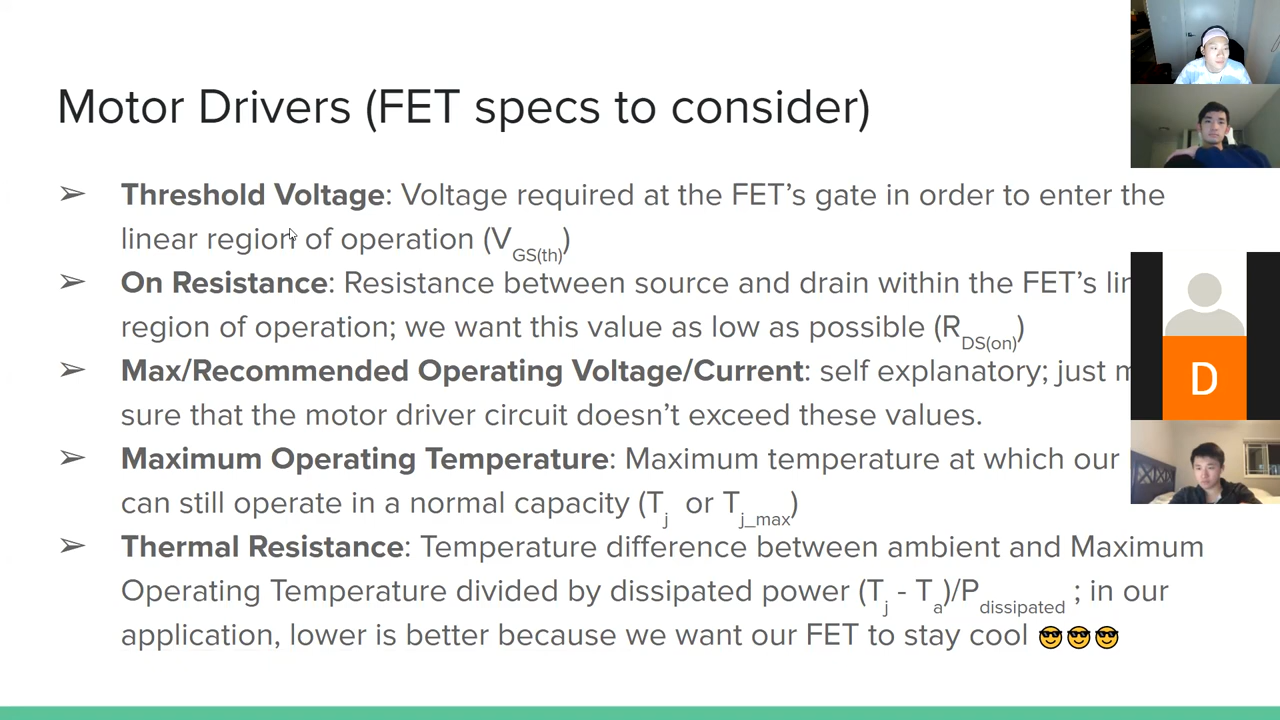 Motor Drivers (FET specs to consider)
➢ Threshold Voltage: Voltage required at the FET’s gate in order to enter the
linear region of operation (VGS(th))
➢ On Resistance: Resistance between source and drain within the FET’s
region of operation; we want this value as low as possible (RDS(on))
➢ Max/Recommended Operating Voltage/Current: self explanatory; just
sure that the motor driver circuit doesn’t exceed these values.
➢ Maximum Operating Temperature: Maximum temperature at which our
can still operate in a normal capacity (Tj or Tj_max)
➢ Thermal Resistance: Temperature difference between ambient and Maximum
Operating Temperature divided by dissipated power (Tj - Ta)/Pdissipated ; in our
application, lower is better because we want our FET to stay cool 😎😎😎
D